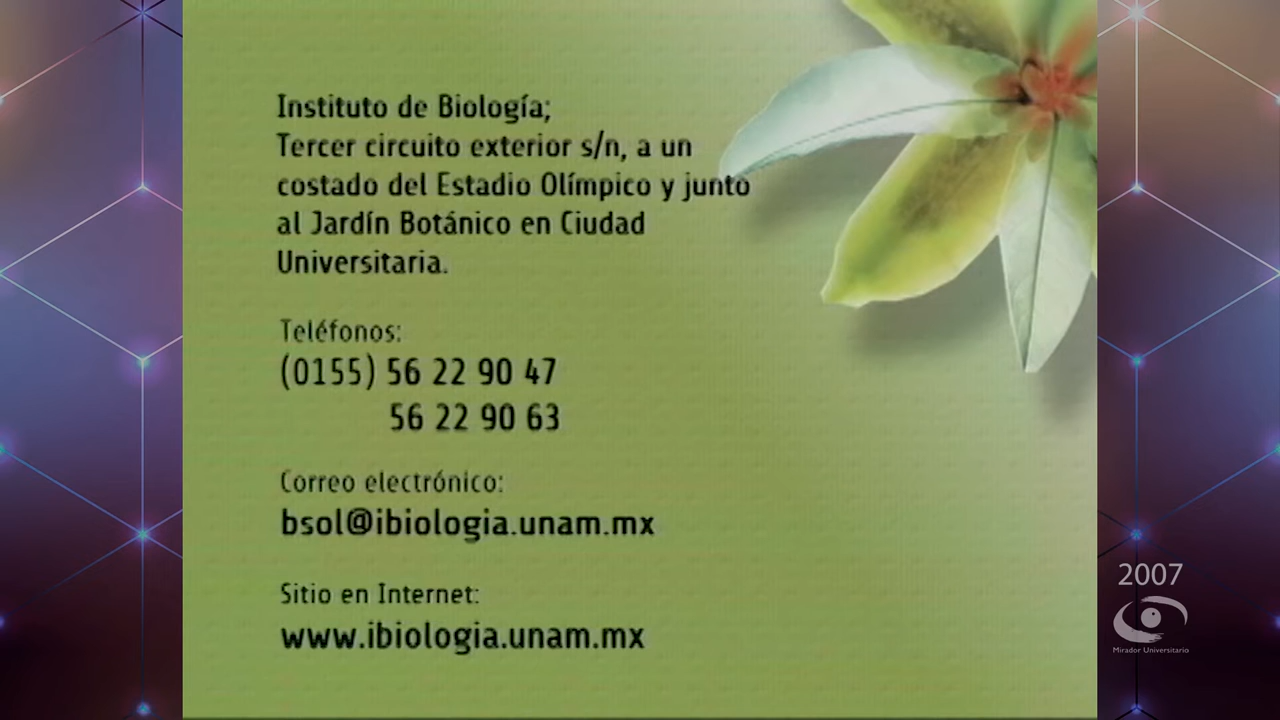 Instituto de Biología;
Tercer circuito exterior s/n, a un
costado del Estadio Olímpico y junto
al Jardín Botánico en Ciudad
Universitaria.
Teléfonos:
(0155) 56 22 90 47
56 22 90 63
Correo electrónico:
bsol@ibiologia.unam.mx
Sitio en Internet:
www.ibiologia.unam.mx
2007
Mirador Universitario